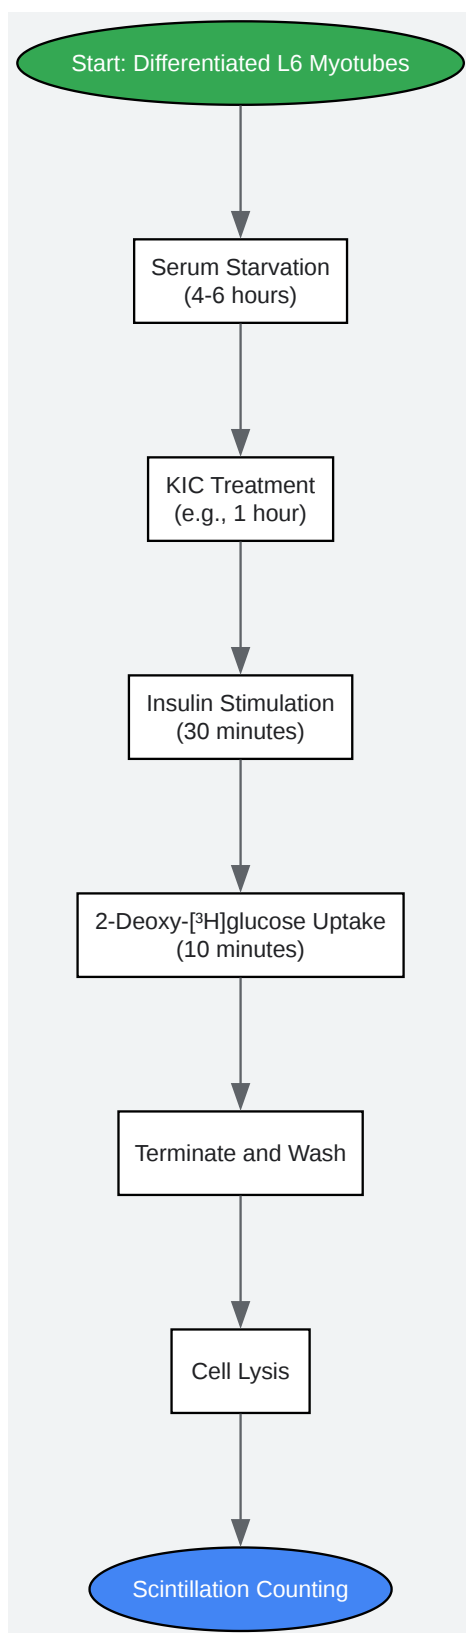 Start: Differentiated L6 Myotubes
Serum Starvation
(4-6 hours)
KIC Treatment
(e.g., 1 hour)
Insulin Stimulation
(30 minutes)
2-Deoxy-[³H]glucose Uptake
(10 minutes)
Terminate and Wash
Cell Lysis
Scintillation Counting